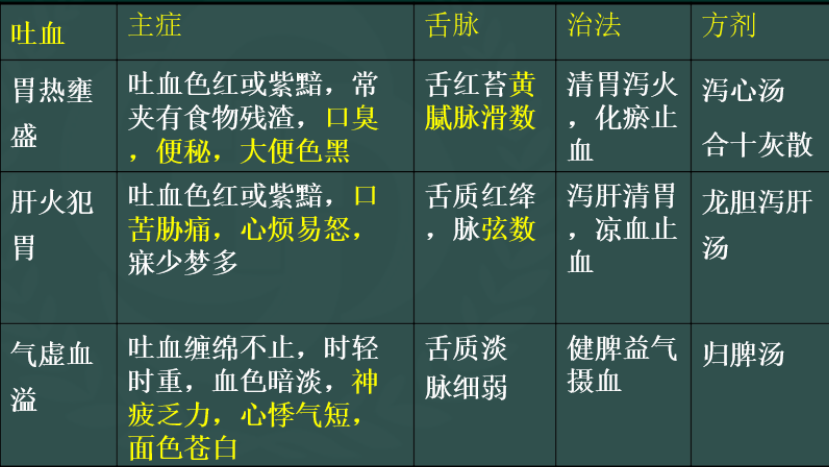 吐血
主症
舌脉
治法
方剂
胃热壅
盛
吐血色红或紫黯，常
夹有食物残渣，口臭
，便秘，大便色黑
舌红苔黄
腻脉滑数
清胃泻火
，化瘀止
血
泻心汤
合十灰散
肝火犯
胃
吐血色红或紫黯，口
苦胁痛，心烦易怒，
寐少梦多
舌质红绛
，脉弦数
泻肝清胃
，凉血止
血
龙胆泻肝
汤
气虚血
溢
吐血缠绵不止，时轻
时重，血色暗淡，神
疲乏力，心悸气短，
面色苍白
舌质淡
脉细弱
健脾益气
摄血
归脾汤